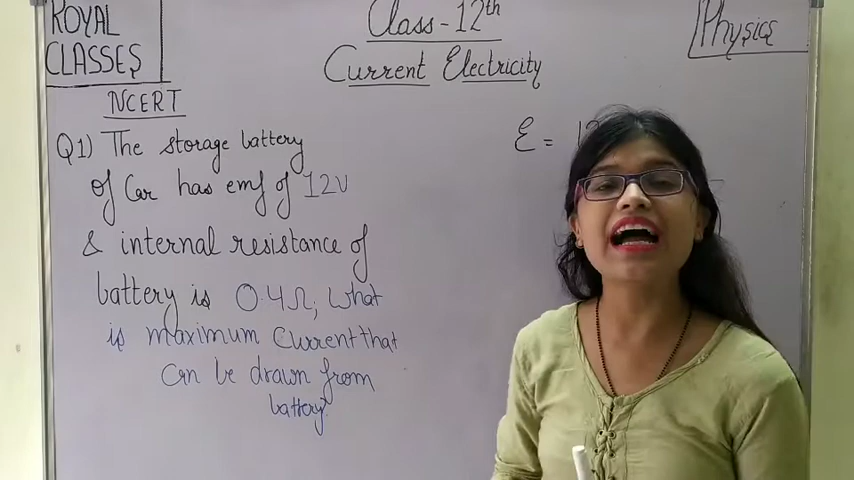 ROYAL
CLASSES
Class-12th
Current Electricity
Physics
NCERT
Q1) The storage battery
of Car has emf of 12V
& internal resistance of
battery is 0.4Ω; what
is maximum Current that
Can be drawn from
battery.
Ɛ =